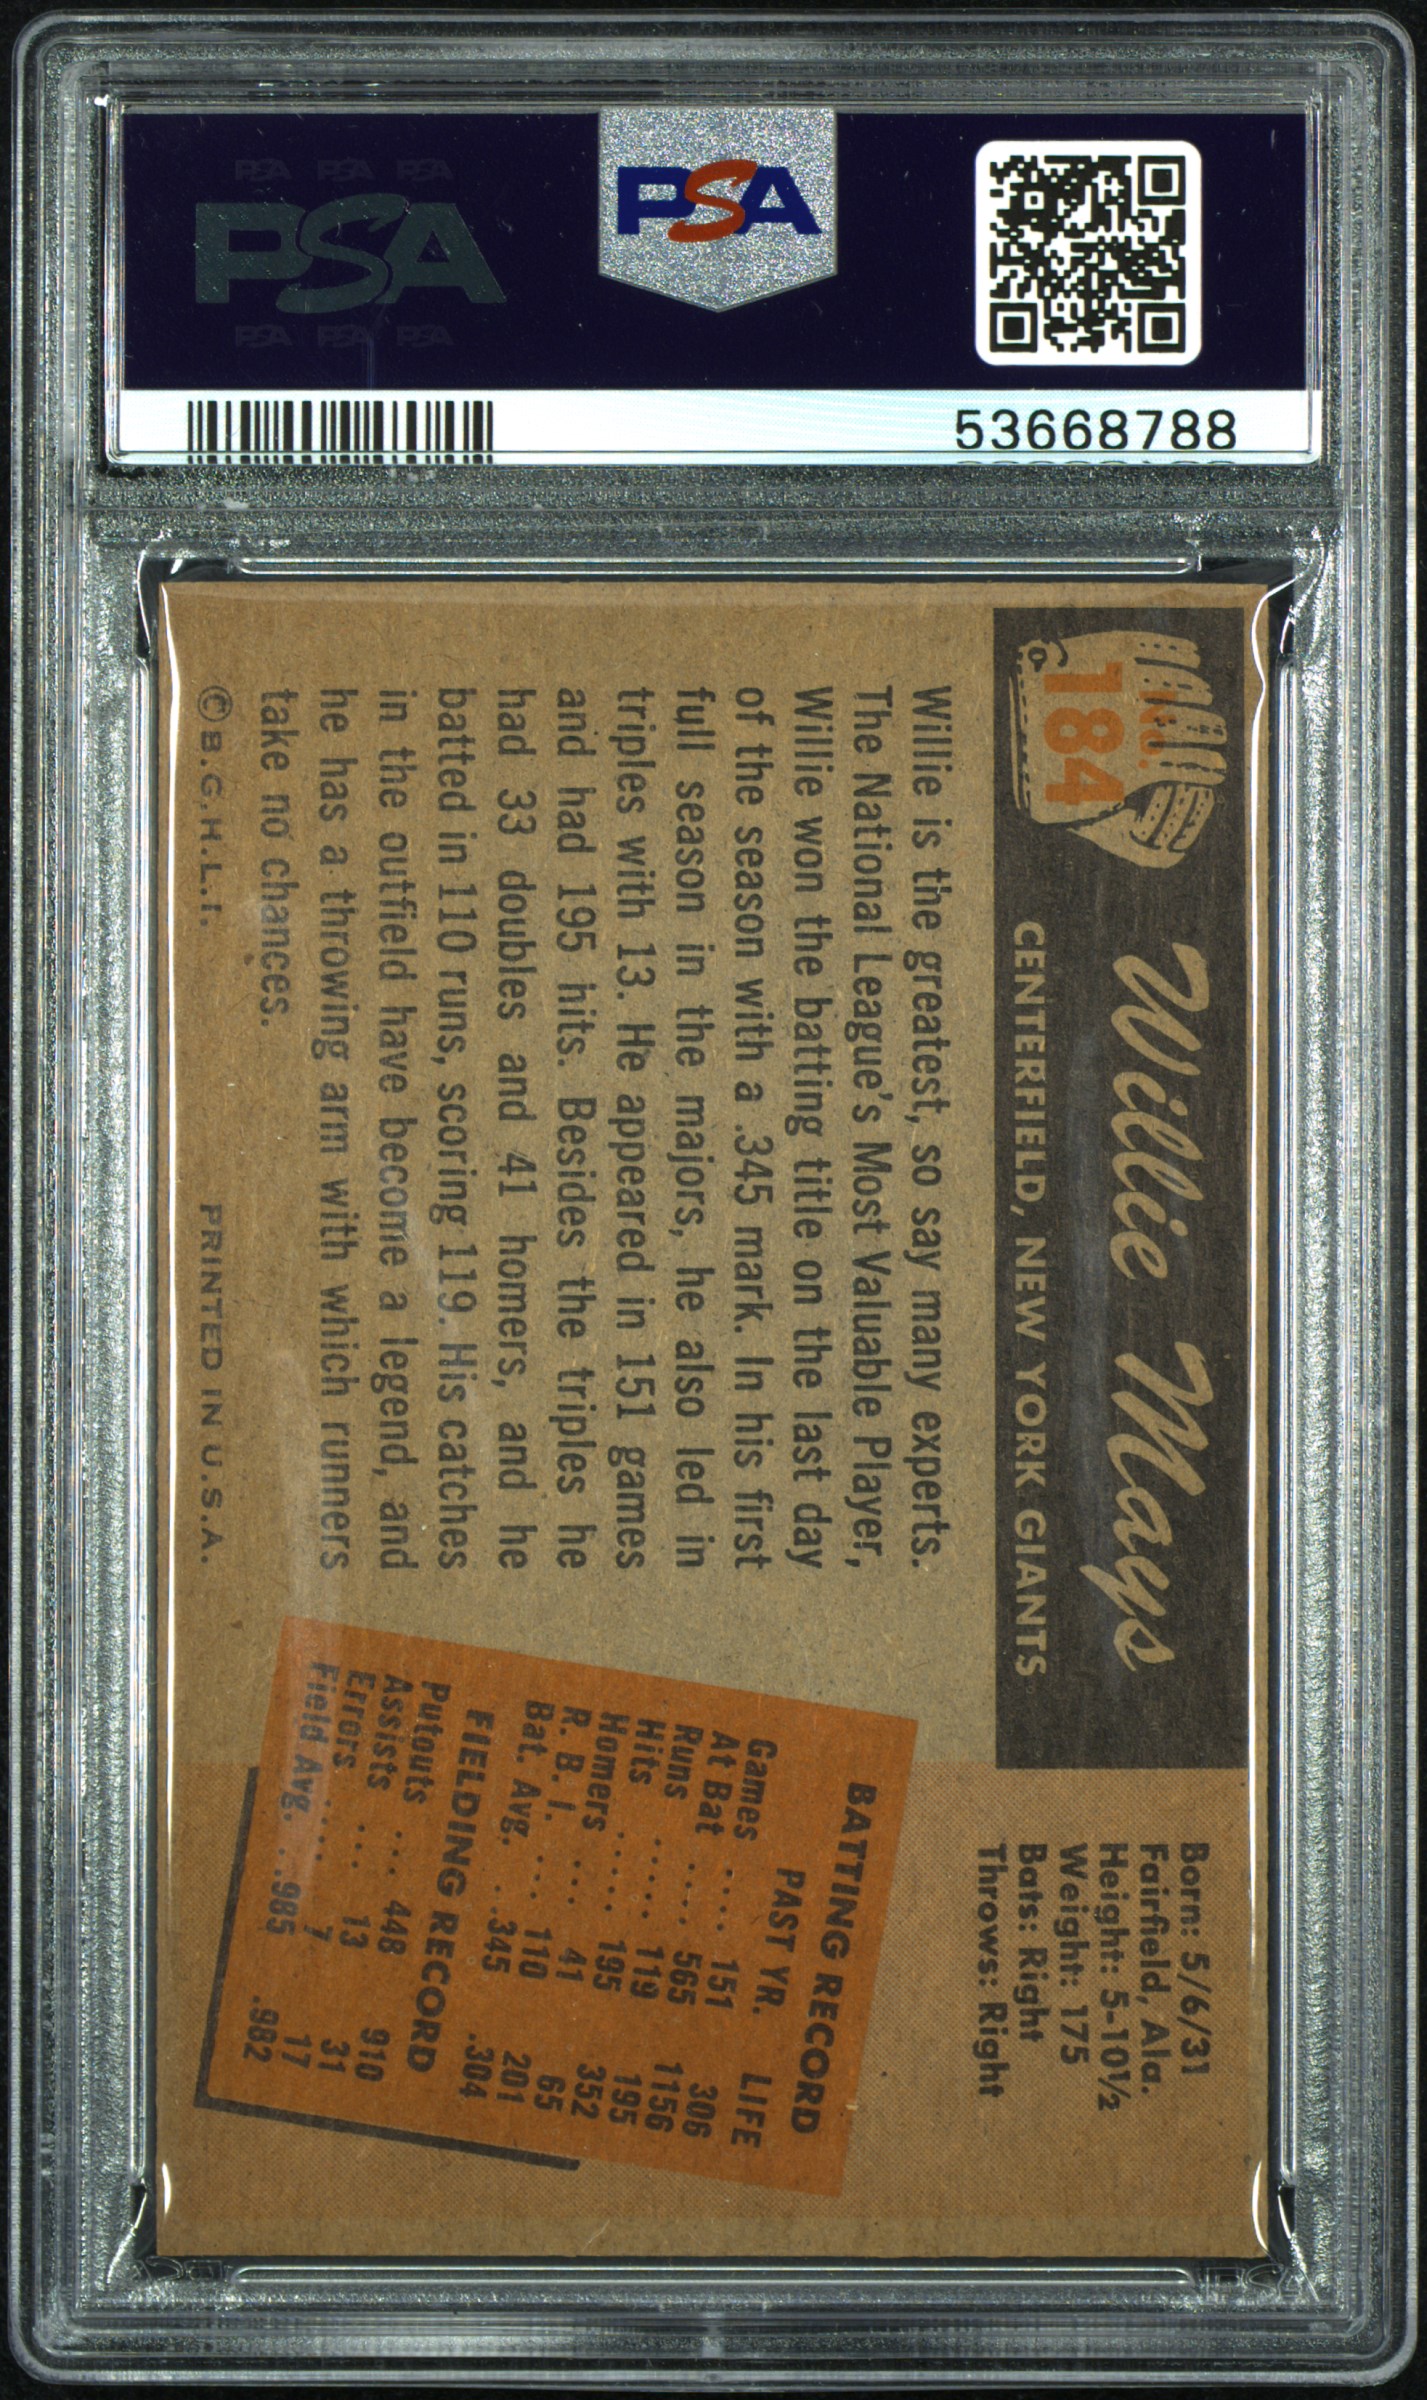 PSA PSA PSA
PSA
PSA PSA PSA
PSA
53668788
No.
184
Willie Mays
CENTERFIELD, NEW YORK GIANTS
Born: 5/6/31
Fairfield, Ala.
Height: 5-10½
Weight: 175
Bats: Right
Throws: Right
Willie is the greatest, so say many experts.
The National League's Most Valuable Player,
Willie won the batting title on the last day
of the season with a .345 mark. In his first
full season in the majors, he also led in
triples with 13. He appeared in 151 games
and had 195 hits. Besides the triples he
had 33 doubles and 41 homers, and he
batted in 110 runs, scoring 119. His catches
in the outfield have become a legend, and
he has a throwing arm with which runners
take no chances.
BATTING RECORD
PAST YR. LIFE
Games .... 151 306
At Bat .... 565 1156
Runs ..... 119 195
Hits ..... 195 352
Homers ... 41 65
R. B. I. .... 110 201
Bat. Avg. ...345 .304
FIELDING RECORD
Putouts ... 448 910
Assists ... 13 31
Errors .... 7 17
Field Avg. ...985 .982
© B.G.H.L.I. PRINTED IN U.S.A.
PSA